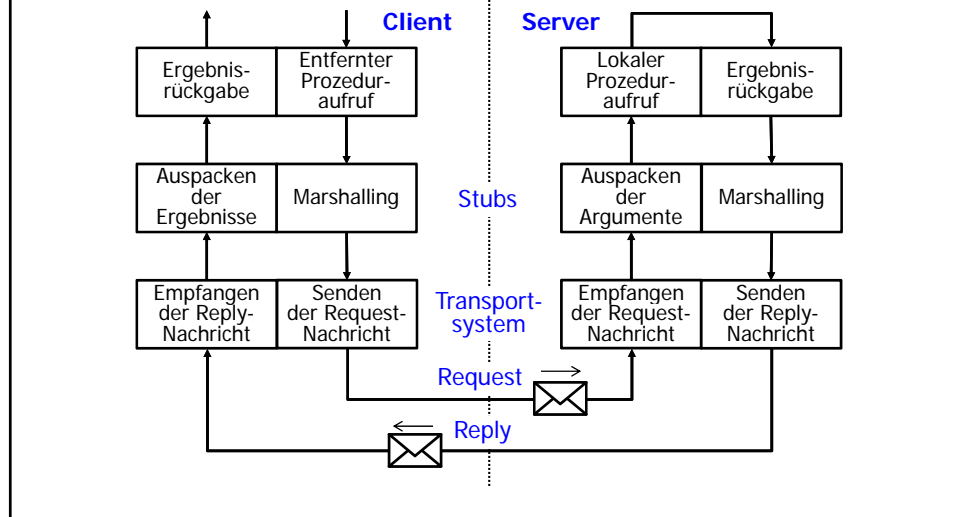 Client
Server
Ergebnis-
rückgabe
Entfernter
Prozedur-
aufruf
Lokaler
Prozedur-
aufruf
Ergebnis-
rückgabe
Auspacken
der
Ergebnisse
Marshalling
Stubs
Auspacken
der
Argumente
Marshalling
Empfangen
der Reply-
Nachricht
Senden
der Request-
Nachricht
Transport-
system
Empfangen
der Request-
Nachricht
Senden
der Reply-
Nachricht
Request
Reply